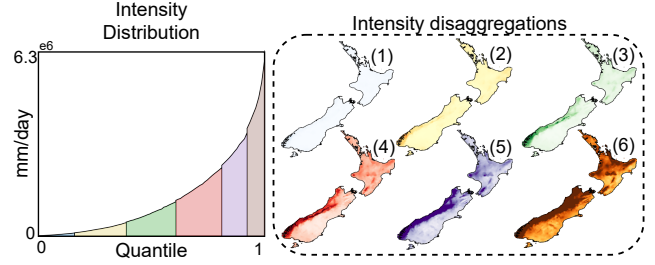 Intensity
Distribution
Intensity disaggregations
6.3
e6
mm/day
0
0
Quantile
1
(1)
(2)
(3)
(4)
(5)
(6)